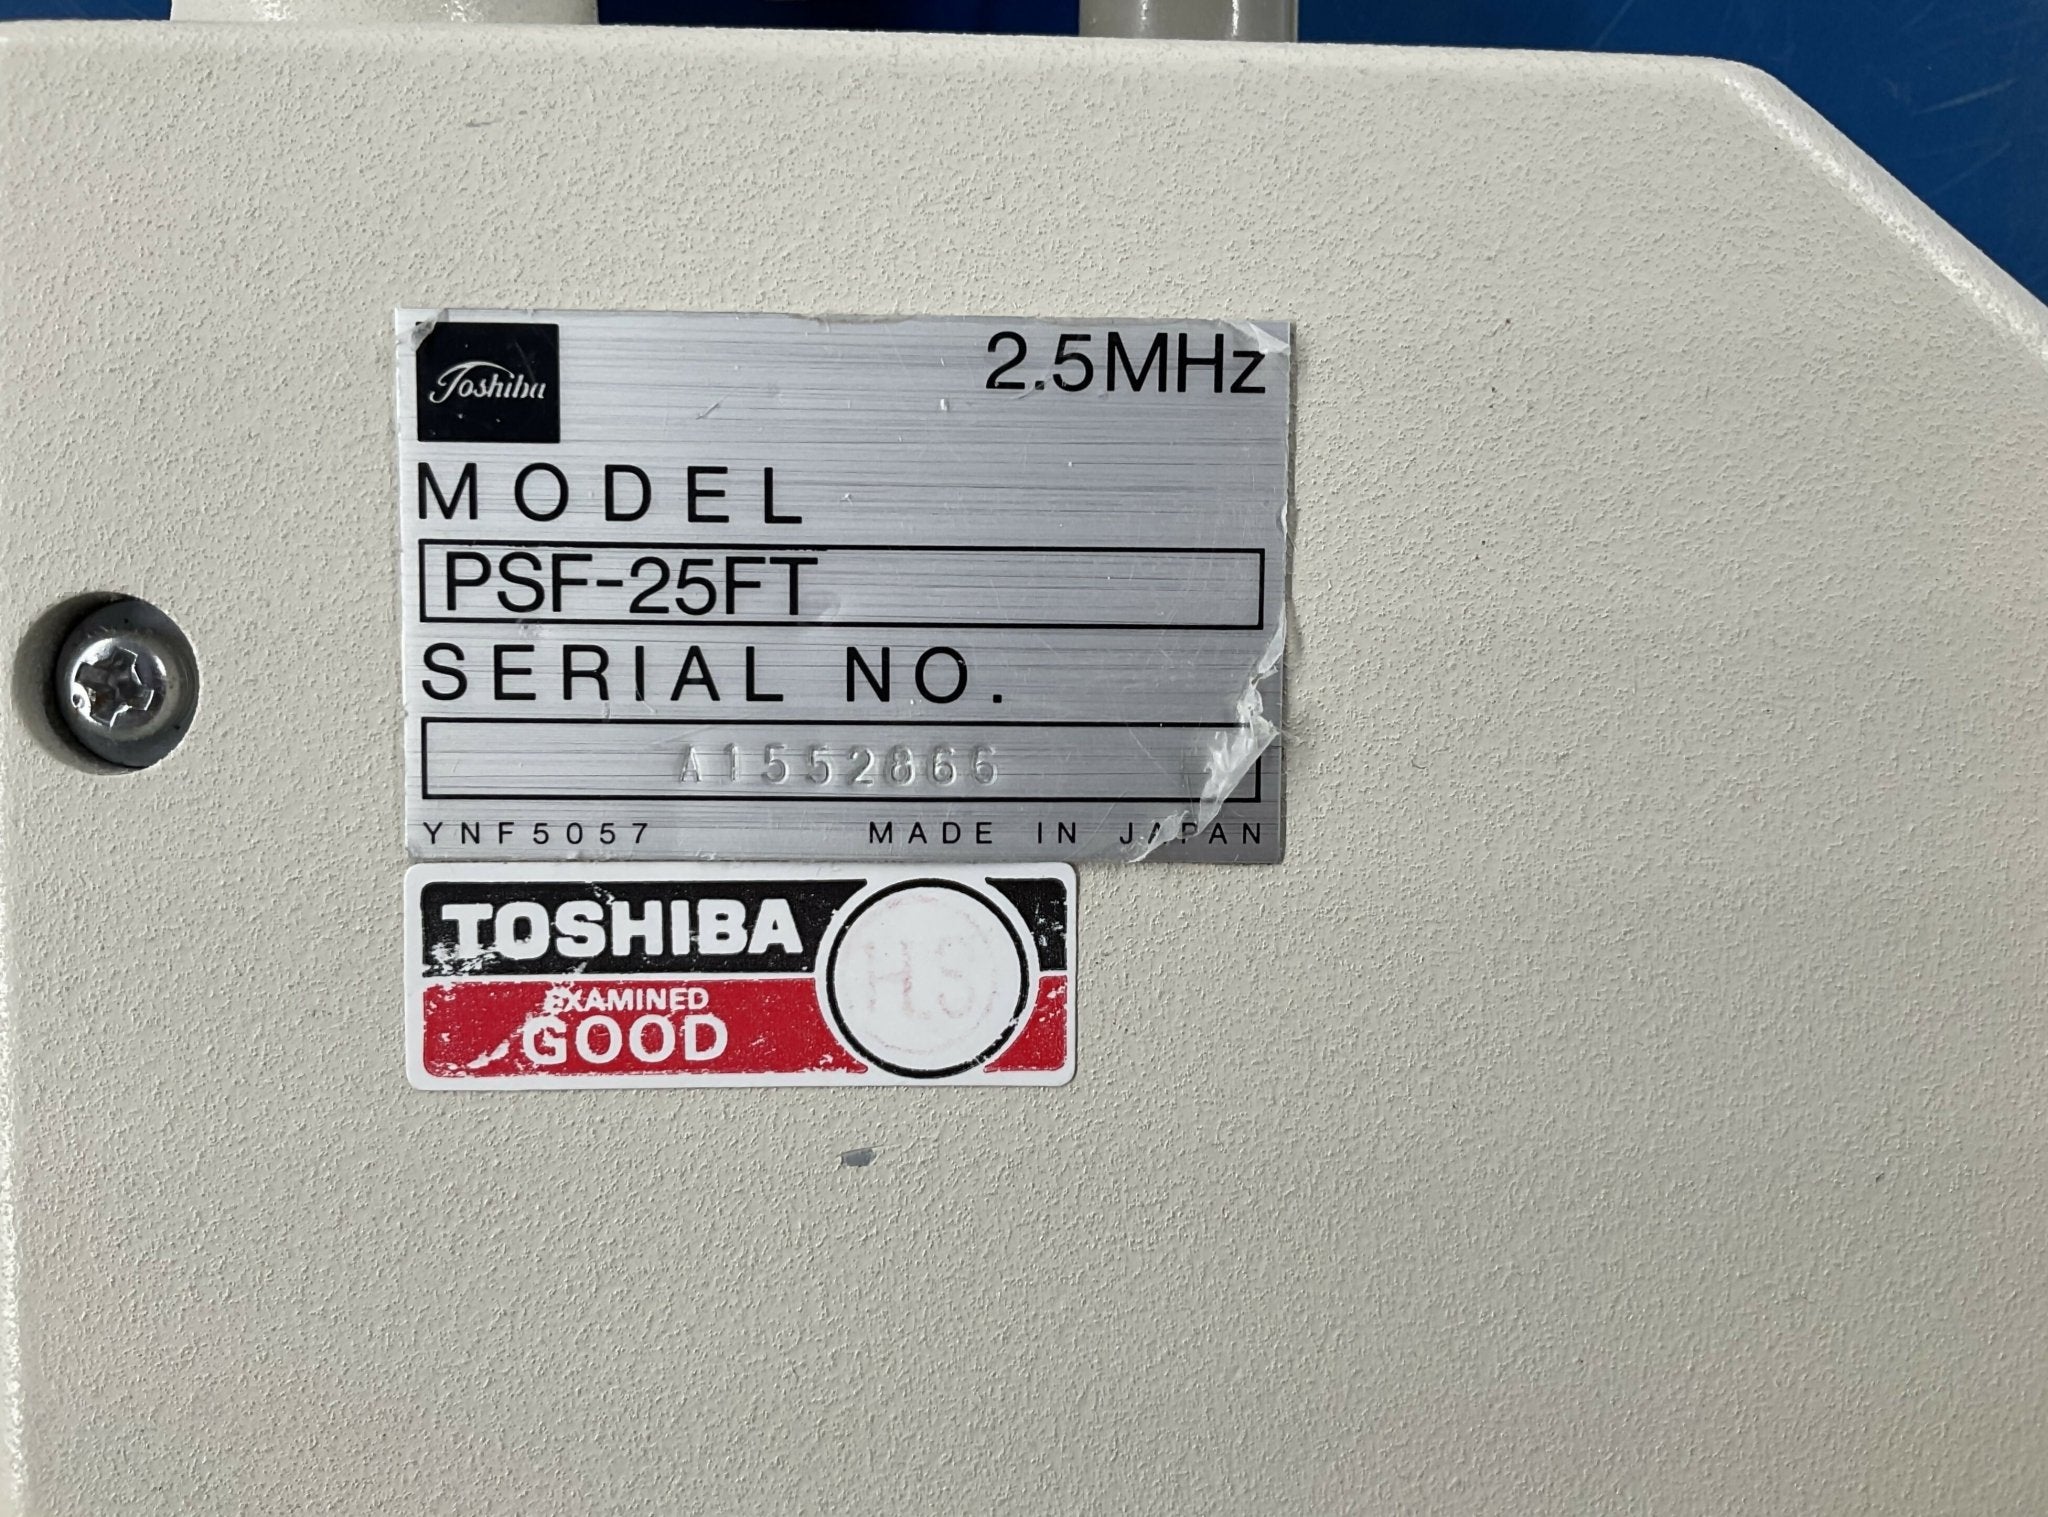 Toshiba
2.5MHz
MODEL
PSF-25FT
SERIAL NO.
A1552866
YNF5057 MADE IN JAPAN
TOSHIBA
EXAMINED
GOOD